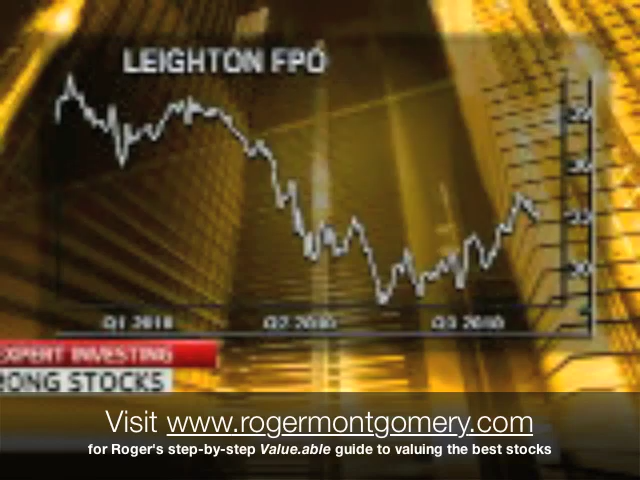 LEIGHTON FPO
Q1 2010
Q2 2010
Q3 2010
EXPERT INVESTING
STOCKS
Visit www.rogermontgomery.com
for Roger's step-by-step Value.able guide to valuing the best stocks